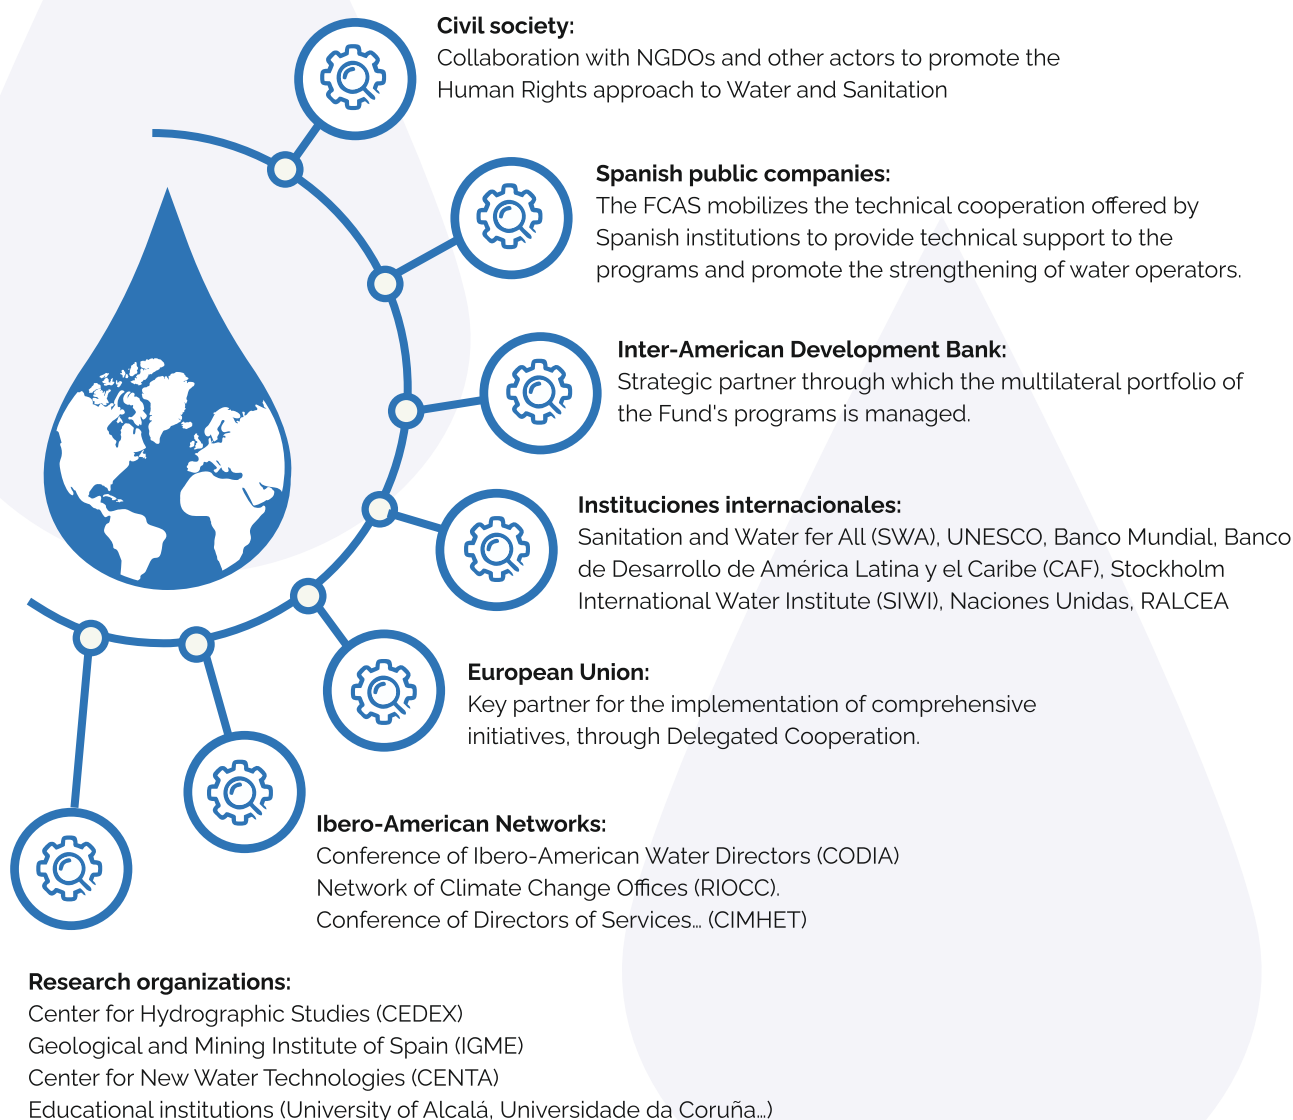 Civil society:
Collaboration with NGDOs and other actors to promote the
Human Rights approach to Water and Sanitation
Spanish public companies:
The FCAS mobilizes the technical cooperation offered by
Spanish institutions to provide technical support to the
programs and promote the strengthening of water operators.
Inter-American Development Bank:
Strategic partner through which the multilateral portfolio of
the Fund's programs is managed.
Instituciones internacionales:
Sanitation and Water fer All (SWA), UNESCO, Banco Mundial, Banco
de Desarrollo de América Latina y el Caribe (CAF), Stockholm
International Water Institute (SIWI), Naciones Unidas, RALCEA
European Union:
Key partner for the implementation of comprehensive
initiatives, through Delegated Cooperation.
Ibero-American Networks:
Conference of Ibero-American Water Directors (CODIA)
Network of Climate Change Offices (RIOCC).
Conference of Directors of Services... (CIMHET)
Research organizations:
Center for Hydrographic Studies (CEDEX)
Geological and Mining Institute of Spain (IGME)
Center for New Water Technologies (CENTA)
Educational institutions (University of Alcalá, Universidade da Coruña...)